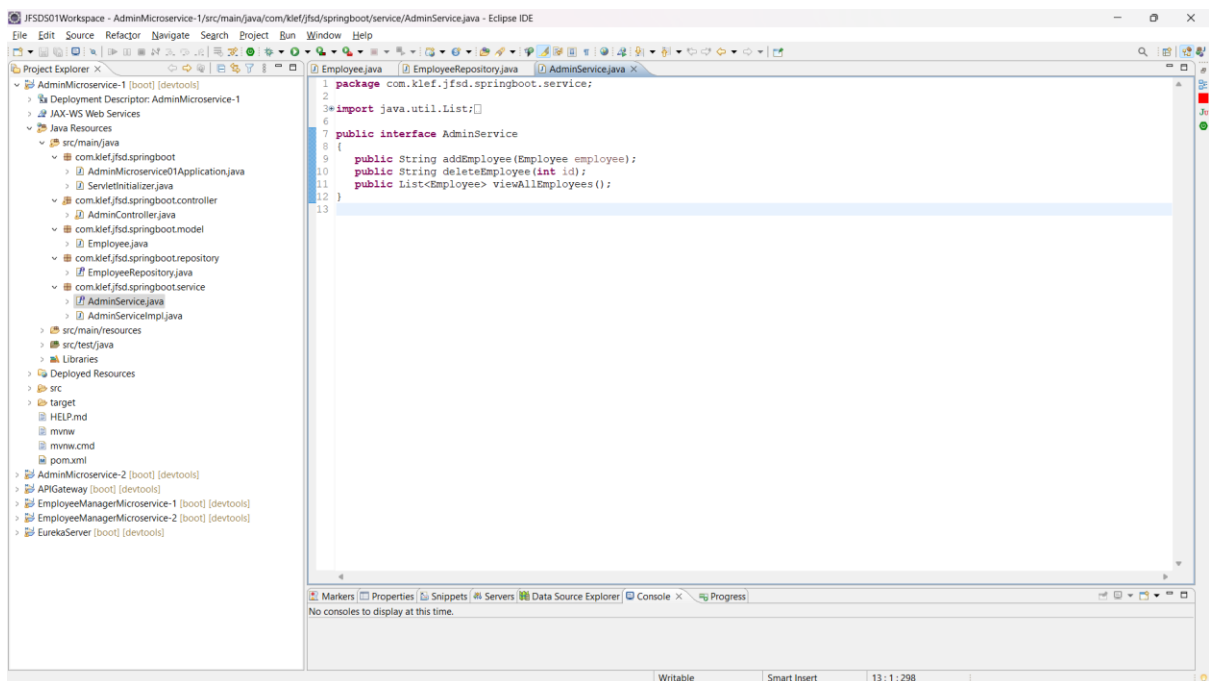 JFSDS01Workspace - AdminMicroservice-1/src/main/java/com/klef/jfsd/springboot/service/AdminService.java - Eclipse IDE
File Edit Source Refactor Navigate Search Project Run Window Help
Project Explorer
AdminMicroservice-1 [boot] [devtools]
Deployment Descriptor: AdminMicroservice-1
JAX-WS Web Services
Java Resources
src/main/java
com.klef.jfsd.springboot
AdminMicroservice01Application.java
ServletInitializer.java
com.klef.jfsd.springboot.controller
AdminController.java
com.klef.jfsd.springboot.model
Employee.java
com.klef.jfsd.springboot.repository
EmployeeRepository.java
com.klef.jfsd.springboot.service
AdminService.java
AdminServiceImpl.java
src/main/resources
src/test/java
Libraries
Deployed Resources
src
target
HELP.md
mvnw
mvnw.cmd
pom.xml
AdminMicroservice-2 [boot] [devtools]
APIGateway [boot] [devtools]
EmployeeManagerMicroservice-1 [boot] [devtools]
EmployeeManagerMicroservice-2 [boot] [devtools]
EurekaServer [boot] [devtools]
Employee.java EmployeeRepository.java AdminService.java
1 package com.klef.jfsd.springboot.service;
2
3 import java.util.List;
6
7 public interface AdminService
8 {
9 public String addEmployee(Employee employee);
10 public String deleteEmployee(int id);
11 public List<Employee> viewAllEmployees();
12 }
13
Markers Properties Snippets Servers Data Source Explorer Console Progress
No consoles to display at this time.
Writable Smart Insert 13 : 1 : 298